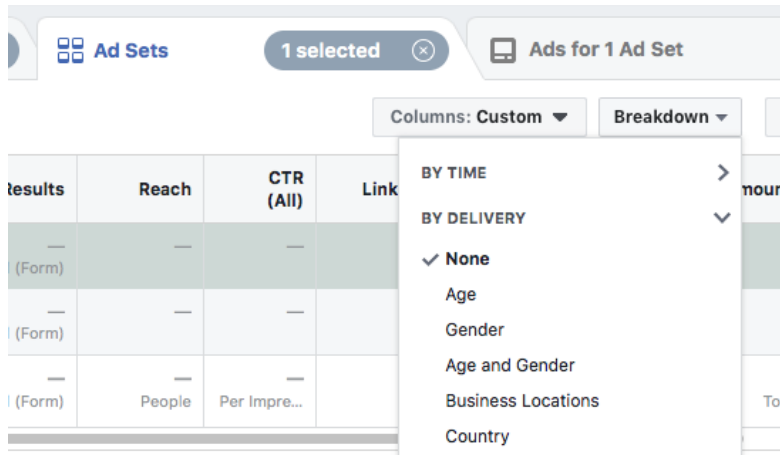 Ad Sets
1 selected
Ads for 1 Ad Set
Columns: Custom
Breakdown
Results
Reach
CTR
(All)
Link
BY TIME
BY DELIVERY
None
Age
Gender
Age and Gender
Business Locations
Country
— — —
(Form)
— — —
(Form)
— — —
(Form)
People
Per Impre...
To